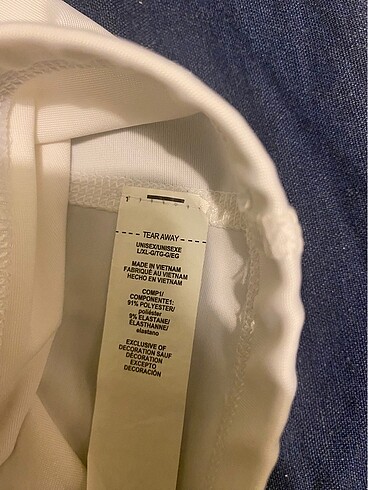 TEAR AWAY
UNISEX/UNISEXE
L/XL-G/TG-G/EG
MADE IN VIETNAM
FABRIQUÉ AU VIETNAM
HECHO EN VIETNAM
COMP1/
COMPONENTE1:
91% POLYESTER/
poliéster
9% ELASTANE/
ÉLASTHANNE/
elastano
EXCLUSIVE OF
DECORATION SAUF
DÉCORATION
EXCEPTO
DECORACIÓN